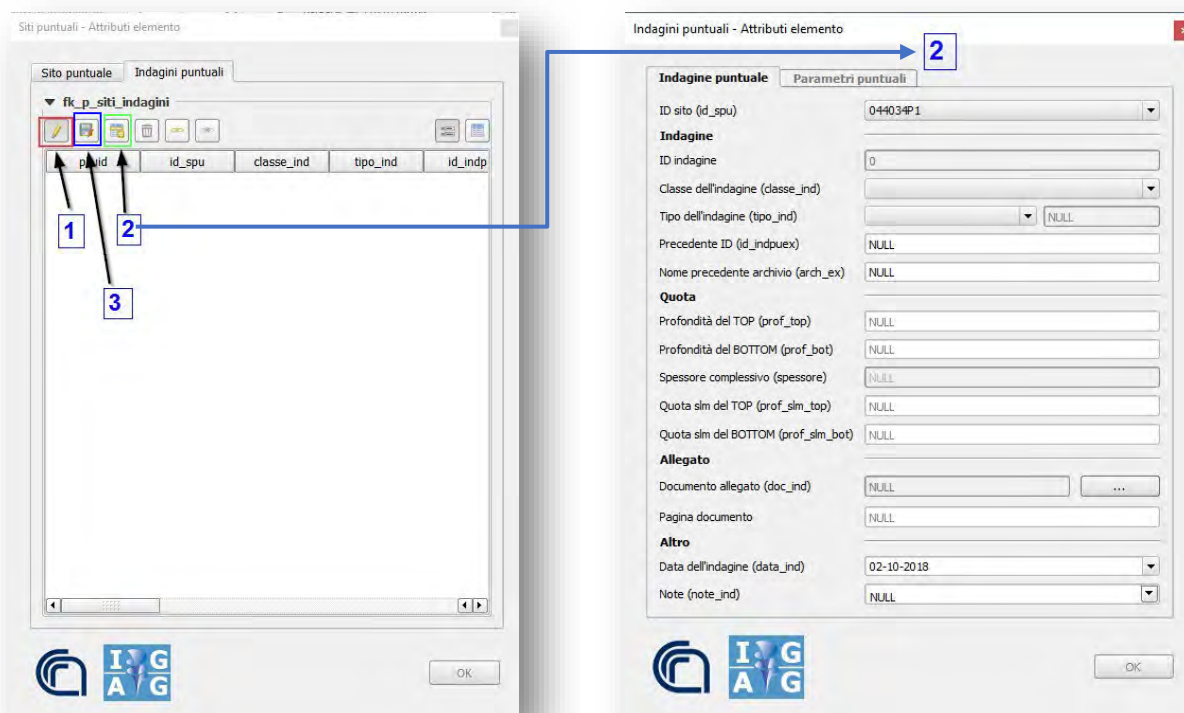 Siti puntuali - Attributi elemento
Sito puntuale Indagini puntuali
fk_p_siti_indagini
id_spu classe_ind tipo_ind id_indp
1
2
3
OK
Indagini puntuali - Attributi elemento
2
Indagine puntuale Parametri puntuali
ID sito (id_spu) 044034P1
Indagine
ID indagine 0
Classe dell'indagine (classe_ind)
Tipo dell'indagine (tipo_ind) NULL
Precedente ID (id_indpuex) NULL
Nome precedente archivio (arch_ex) NULL
Quota
Profondità del TOP (prof_top) NULL
Profondità del BOTTOM (prof_bot) NULL
Spessore complessivo (spessore) NULL
Quota slm del TOP (prof_slm_top) NULL
Quota slm del BOTTOM (prof_slm_bot) NULL
Allegato
Documento allegato (doc_ind) NULL ...
Pagina documento NULL
Altro
Data dell'indagine (data_ind) 02-10-2018
Note (note_ind) NULL
I G
A G
I G
A G
OK